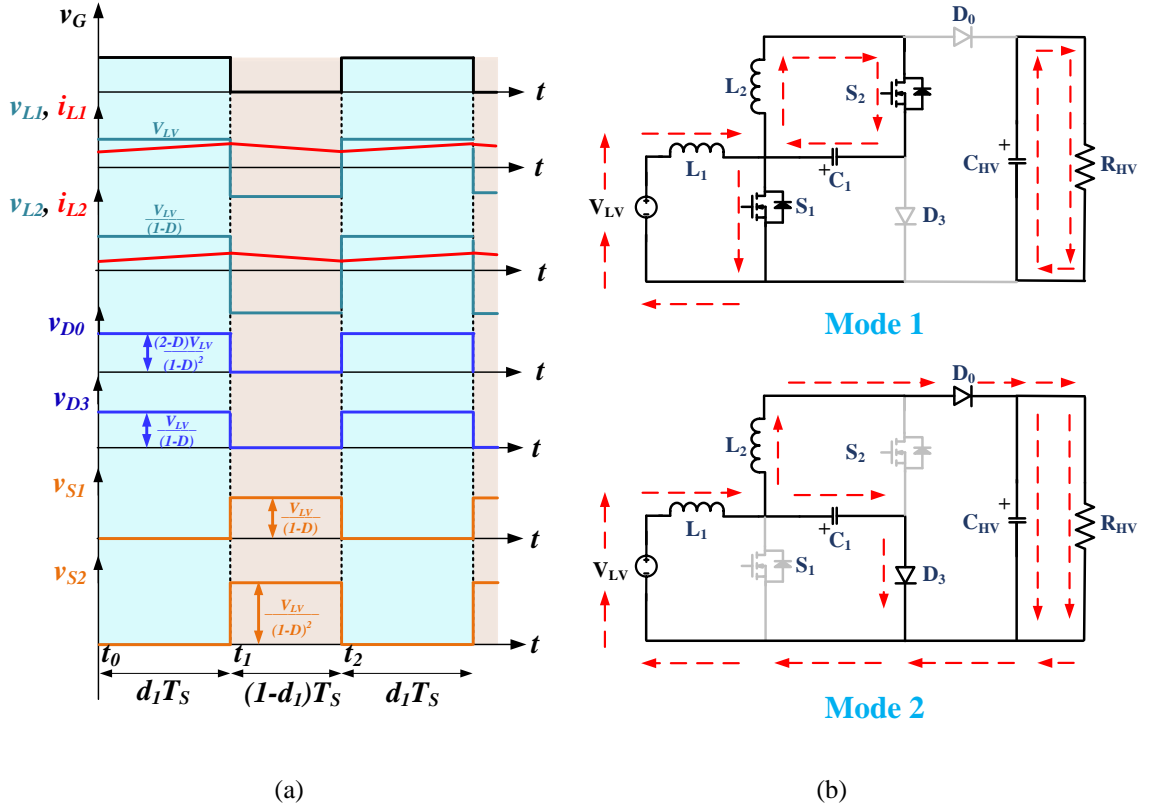 v_G
t
v_L1, i_L1
V_LV
t
v_L2, i_L2
V_LV
(1-D)
t
v_D0
(2-D)V_LV
(1-D)^2
t
v_D3
V_LV
(1-D)
t
v_S1
V_LV
(1-D)
t
v_S2
V_LV
(1-D)^2
t
t_0 t_1 t_2
d_1T_S (1-d_1)T_S d_1T_S
(a)
D_0
L_2
S_2
+
L_1
+ C_1
C_HV
R_HV
V_LV
S_1
D_3
Mode 1
D_0
L_2
S_2
+
L_1
+ C_1
C_HV
R_HV
V_LV
S_1
D_3
Mode 2
(b)